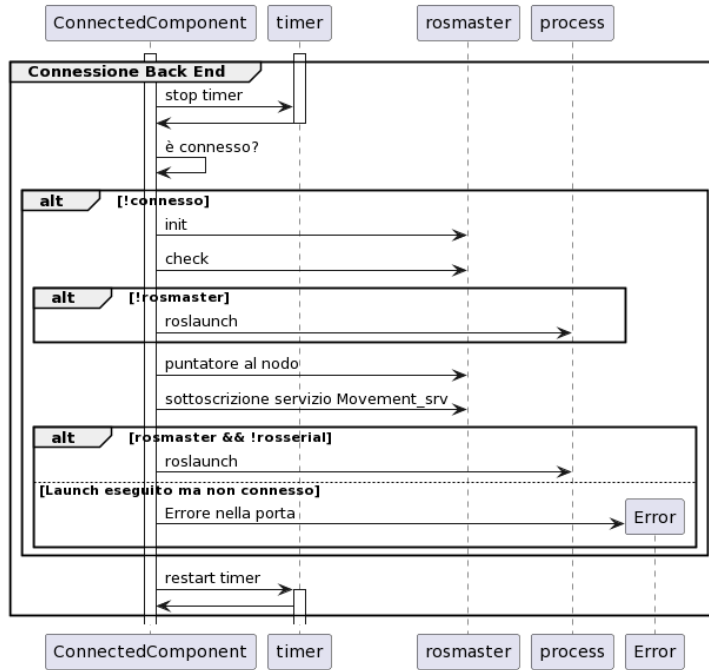 ConnectedComponent timer rosmaster process
Connessione Back End
stop timer
è connesso?
alt [!connesso]
init
check
alt [!rosmaster]
roslaunch
puntatore al nodo
sottoscrizione servizio Movement_srv
alt [rosmaster && !rosserial]
roslaunch
[Launch eseguito ma non connesso]
Errore nella porta Error
restart timer
ConnectedComponent timer rosmaster process Error